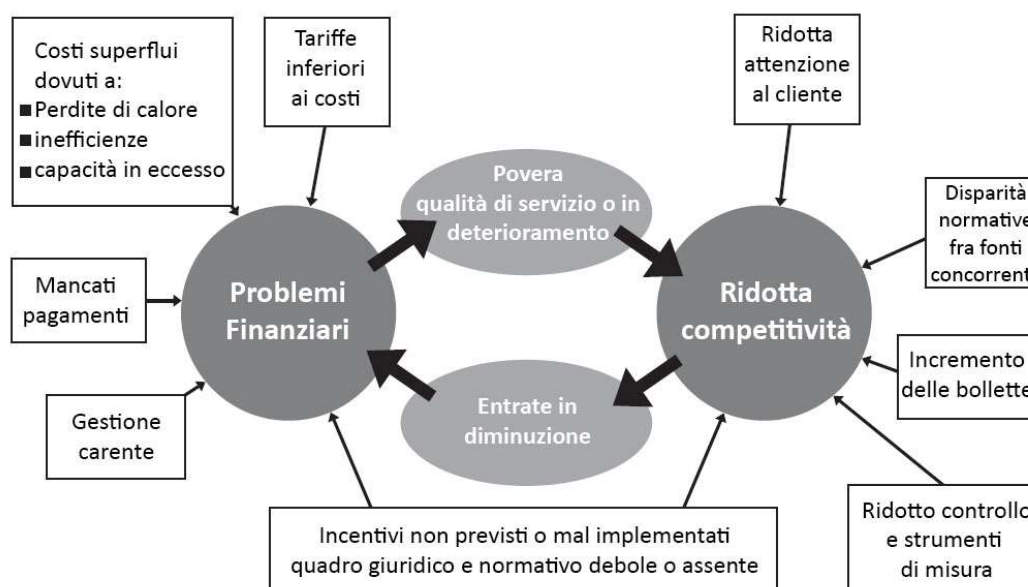 Costi superflui
dovuti a:
Perdite di calore
inefficienze
capacità in eccesso
Tariffe
inferiori
ai costi
Ridotta
attenzione
al cliente
Povera
qualità di servizio o in
deterioramento
Disparità
normative
fra fonti
concorrenti
Mancati
pagamenti
Problemi
Finanziari
Ridotta
competitività
Incremento
delle bollette
Gestione
carente
Entrate in
diminuzione
Incentivi non previsti o mal implementati
quadro giuridico e normativo debole o assente
Ridotto controllo
e strumenti
di misura